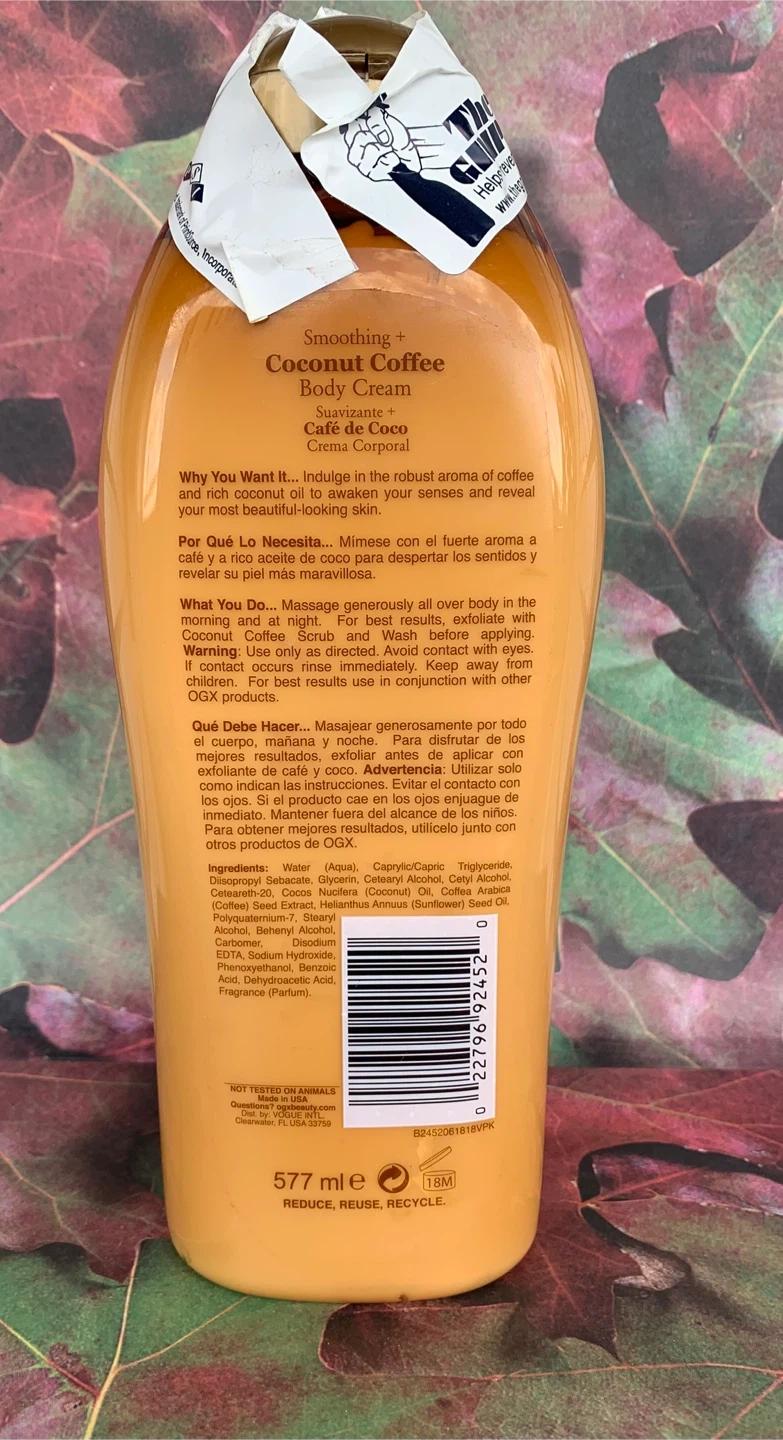 The
Helps
www.
Incorpora
Smoothing +
Coconut Coffee
Body Cream
Suavizante +
Café de Coco
Crema Corporal
Why You Want It... Indulge in the robust aroma of coffee
and rich coconut oil to awaken your senses and reveal
your most beautiful-looking skin.
Por Qué Lo Necesita... Mímese con el fuerte aroma a
café y a rico aceite de coco para despertar los sentidos y
revelar su piel más maravillosa.
What You Do... Massage generously all over body in the
morning and at night. For best results, exfoliate with
Coconut Coffee Scrub and Wash before applying.
Warning: Use only as directed. Avoid contact with eyes.
If contact occurs rinse immediately. Keep away from
children. For best results use in conjunction with other
OGX products.
Qué Debe Hacer... Masajear generosamente por todo
el cuerpo, mañana y noche. Para disfrutar de los
mejores resultados, exfoliar antes de aplicar con
exfoliante de café y coco. Advertencia: Utilizar solo
como indican las instrucciones. Evitar el contacto con
los ojos. Si el producto cae en los ojos enjuague de
inmediato. Mantener fuera del alcance de los niños.
Para obtener mejores resultados, utilícelo junto con
otros productos de OGX.
Ingredients: Water (Aqua), Caprylic/Capric Triglyceride,
Diisopropyl Sebacate, Glycerin, Cetearyl Alcohol, Cetyl Alcohol,
Ceteareth-20, Cocos Nucifera (Coconut) Oil, Coffea Arabica
(Coffee) Seed Extract, Helianthus Annuus (Sunflower) Seed Oil,
Polyquaternium-7, Stearyl
Alcohol, Behenyl Alcohol,
Carbomer, Disodium
EDTA, Sodium Hydroxide,
Phenoxyethanol, Benzoic
Acid, Dehydroacetic Acid,
Fragrance (Parfum).
0 22796 92452 0
NOT TESTED ON ANIMALS
Made in USA
Questions? ogxbeauty.com
Dist. by: VOGUE INTL.
Clearwater, FL USA 33759
B2452061818VPK
577 ml e 18M
REDUCE, REUSE, RECYCLE.